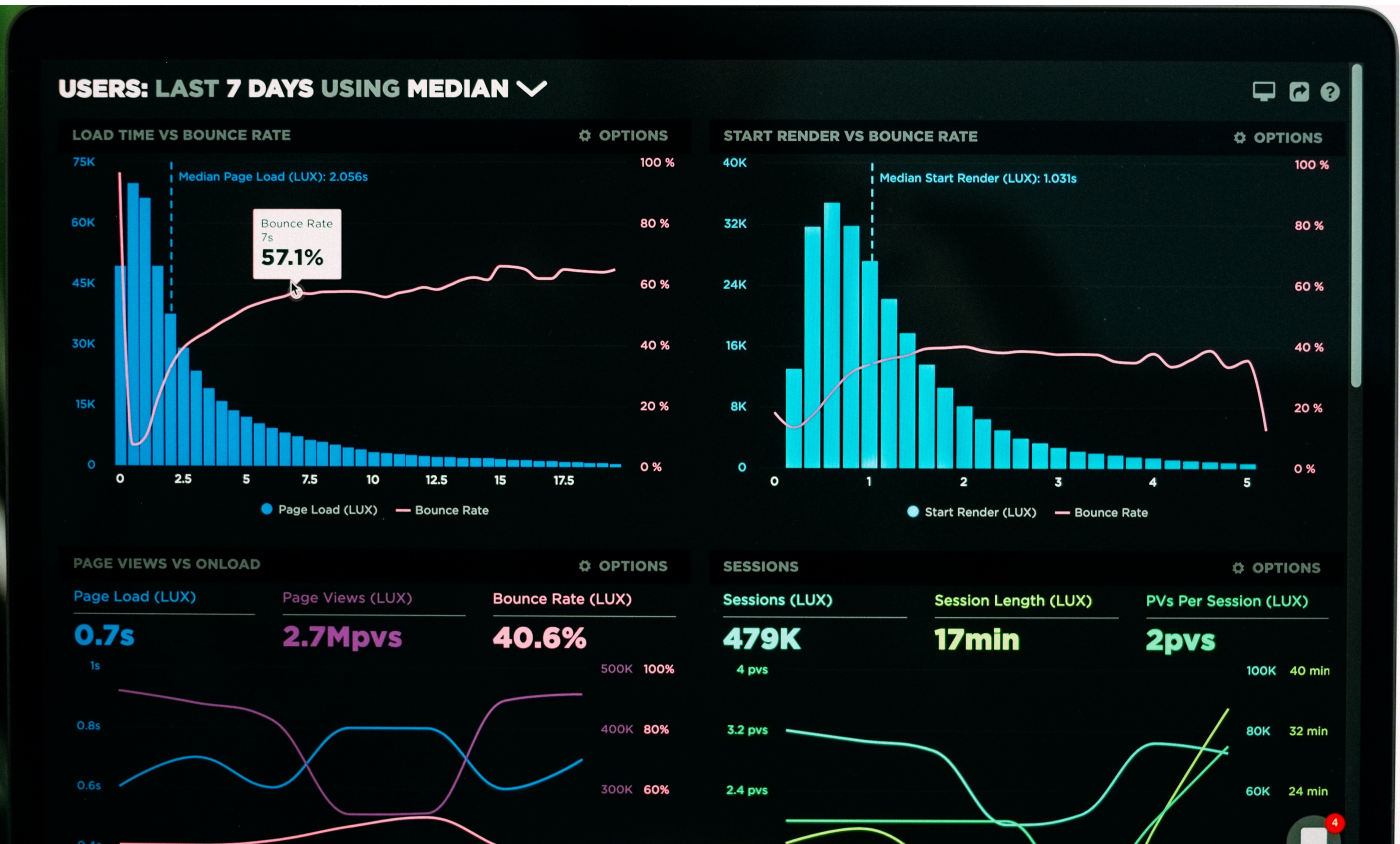 USERS: LAST 7 DAYS USING MEDIAN
LOAD TIME VS BOUNCE RATE
OPTIONS
75K
60K
45K
30K
15K
0
Median Page Load (LUX): 2.056s
Bounce Rate
7s
57.1%
100 %
80 %
60 %
40 %
20 %
0 %
0 2.5 5 7.5 10 12.5 15 17.5
Page Load (LUX) Bounce Rate
START RENDER VS BOUNCE RATE
OPTIONS
40K
32K
24K
16K
8K
0
Median Start Render (LUX): 1.031s
100 %
80 %
60 %
40 %
20 %
0 %
0 1 2 3 4 5
Start Render (LUX) Bounce Rate
PAGE VIEWS VS ONLOAD
OPTIONS
Page Load (LUX)
0.7s
Page Views (LUX)
2.7Mpvs
Bounce Rate (LUX)
40.6%
1s
0.8s
0.6s
500K 100%
400K 80%
300K 60%
SESSIONS
OPTIONS
Sessions (LUX)
479K
Session Length (LUX)
17min
PVs Per Session (LUX)
2pvs
4 pvs
3.2 pvs
2.4 pvs
100K 40 min
80K 32 min
60K 24 min
4